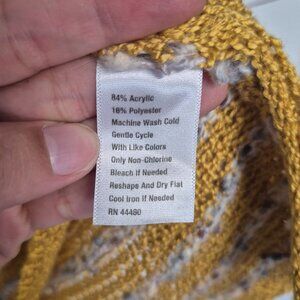 84% Acrylic
16% Polyester
Machine Wash Cold
Gentle Cycle
With Like Colors
Only Non-Chlorine
Bleach if Needed
Reshape And Dry Flat
Cool Iron if Needed
RN 44480